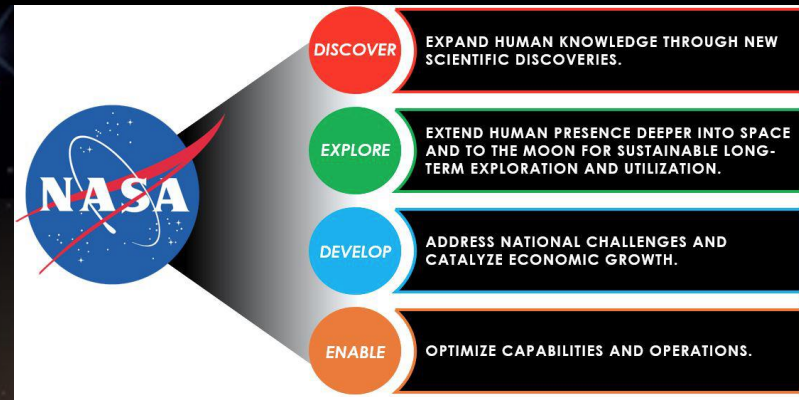 NASA
DISCOVER
EXPAND HUMAN KNOWLEDGE THROUGH NEW
SCIENTIFIC DISCOVERIES.
EXPLORE
EXTEND HUMAN PRESENCE DEEPER INTO SPACE
AND TO THE MOON FOR SUSTAINABLE LONG-
TERM EXPLORATION AND UTILIZATION.
DEVELOP
ADDRESS NATIONAL CHALLENGES AND
CATALYZE ECONOMIC GROWTH.
ENABLE
OPTIMIZE CAPABILITIES AND OPERATIONS.